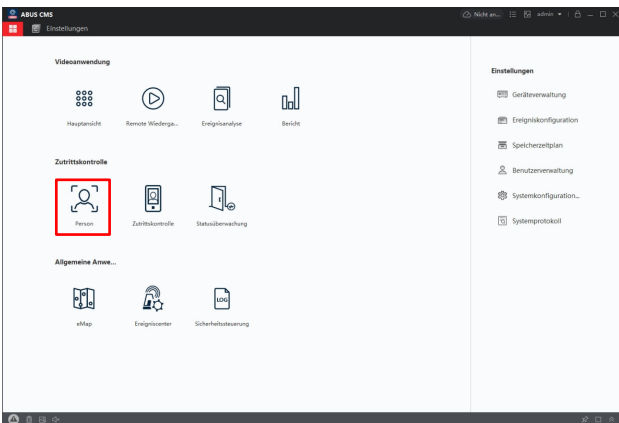 ABUS CMS
Nicht an... admin
Einstellungen
Videoanwendung
Hauptansicht Remote Wiederga... Ereignisanalyse Bericht
Zutrittskontrolle
Person Zutrittskontrolle Statusüberwachung
Allgemeine Anwe...
LOG
eMap Ereigniscenter Sicherheitssteuerung
Einstellungen
Geräteverwaltung
Ereigniskonfiguration
Speicherzeitplan
Benutzerverwaltung
Systemkonfiguration...
Systemprotokoll